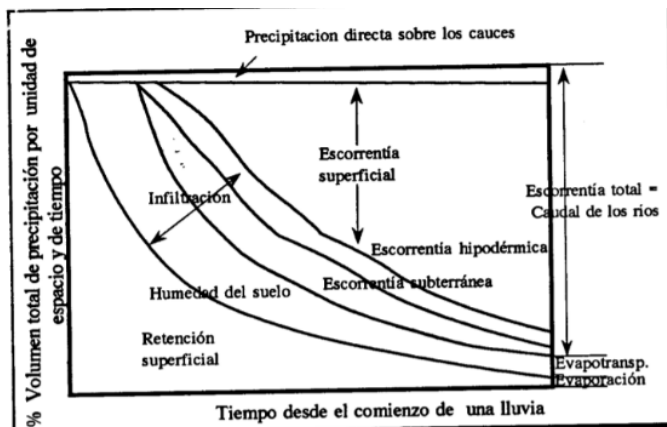 Precipitacion directa sobre los cauces
% Volumen total de precipitación por unidad de
espacio y de tiempo
Escorrentía
superficial
Infiltración
Escorrentía total =
Caudal de los rios
Escorrentia hipodérmica
Escorrentía subterránea
Humedad del suelo
Retención
superficial
Evapotransp.
Evaporación
Tiempo desde el comienzo de una lluvia